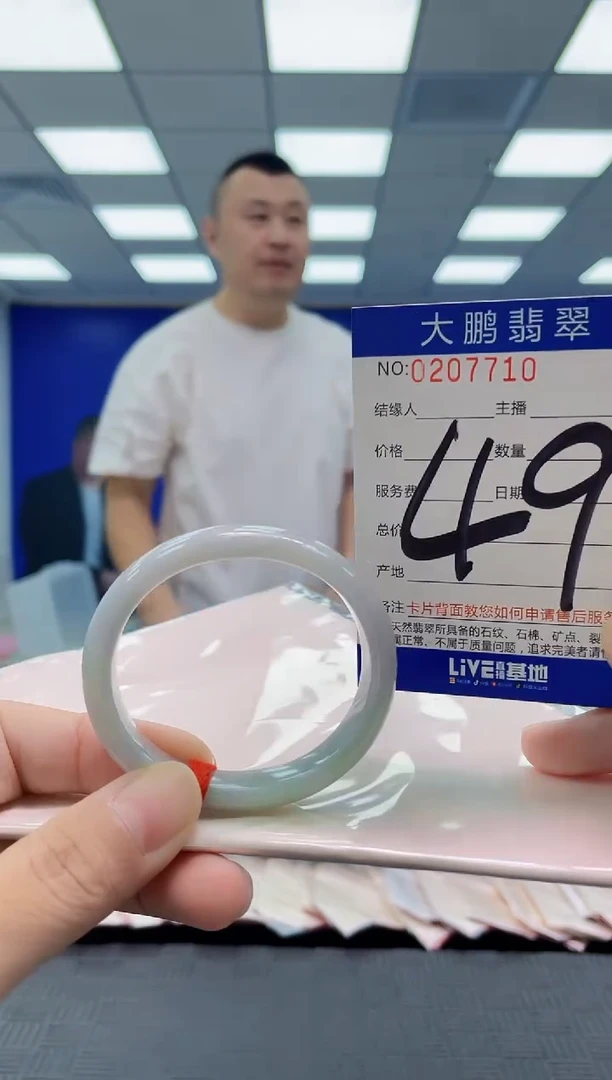 大鹏翡翠
NO:0207710
结缘人 主播
价格 数量
服务费 日期
总价
产地
49
备注卡片背面教您如何申请售后服务
天然翡翠所具备的石纹、石棉、矿点、裂
属正常、不属于质量问题，追求完美者请
LiVE直播基地